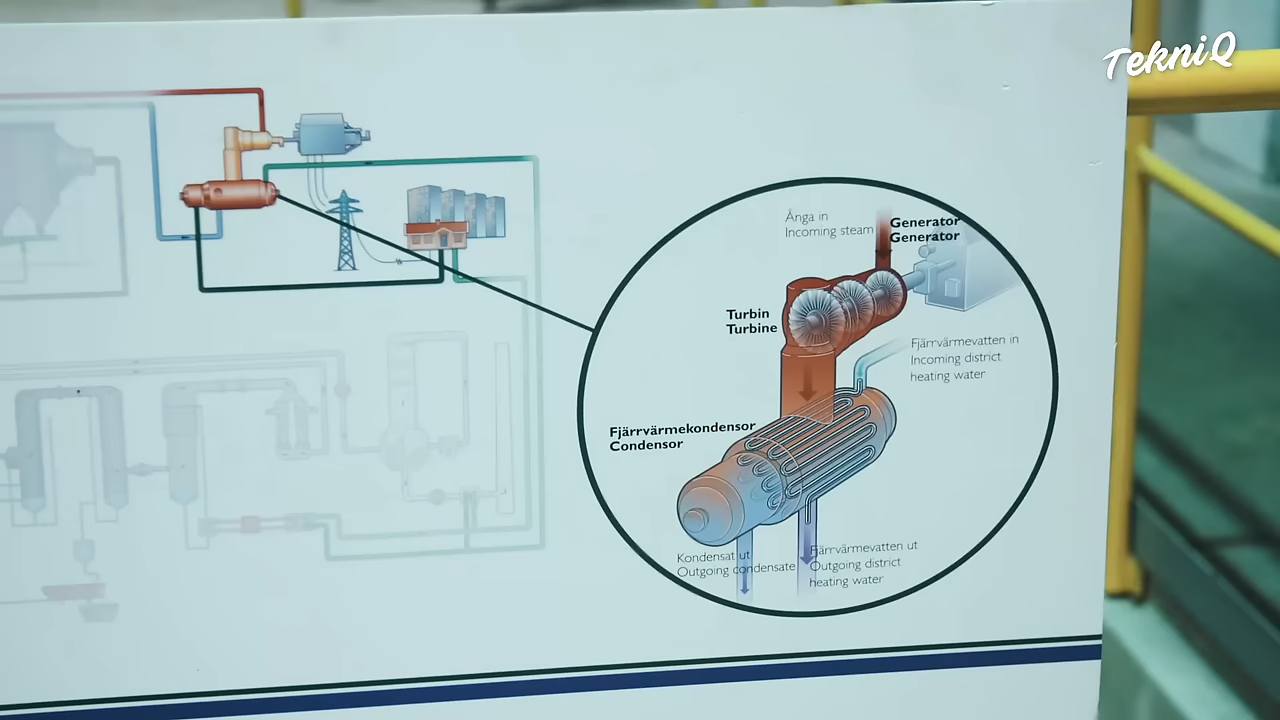 TekniQ
Ånga in
Incoming steam
Generator
Generator
Turbin
Turbine
Fjärrvärmevatten in
Incoming district
heating water
Fjärrvärmekondensor
Condensor
Kondensat ut
Outgoing condensate
Fjärrvärmevatten ut
Outgoing district
heating water